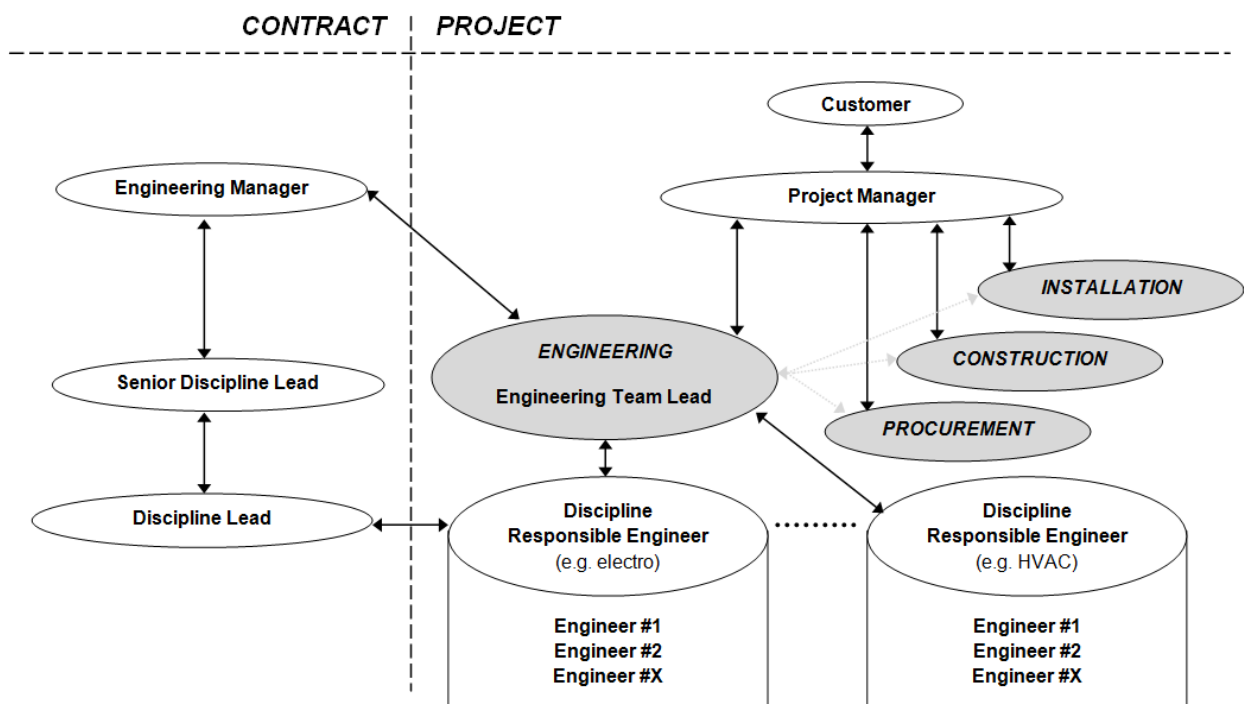 CONTRACT
PROJECT
Customer
Engineering Manager
Project Manager
INSTALLATION
ENGINEERING
Engineering Team Lead
CONSTRUCTION
Senior Discipline Lead
PROCUREMENT
Discipline Lead
Discipline
Responsible Engineer
(e.g. electro)
Engineer #1
Engineer #2
Engineer #X
Discipline
Responsible Engineer
(e.g. HVAC)
Engineer #1
Engineer #2
Engineer #X